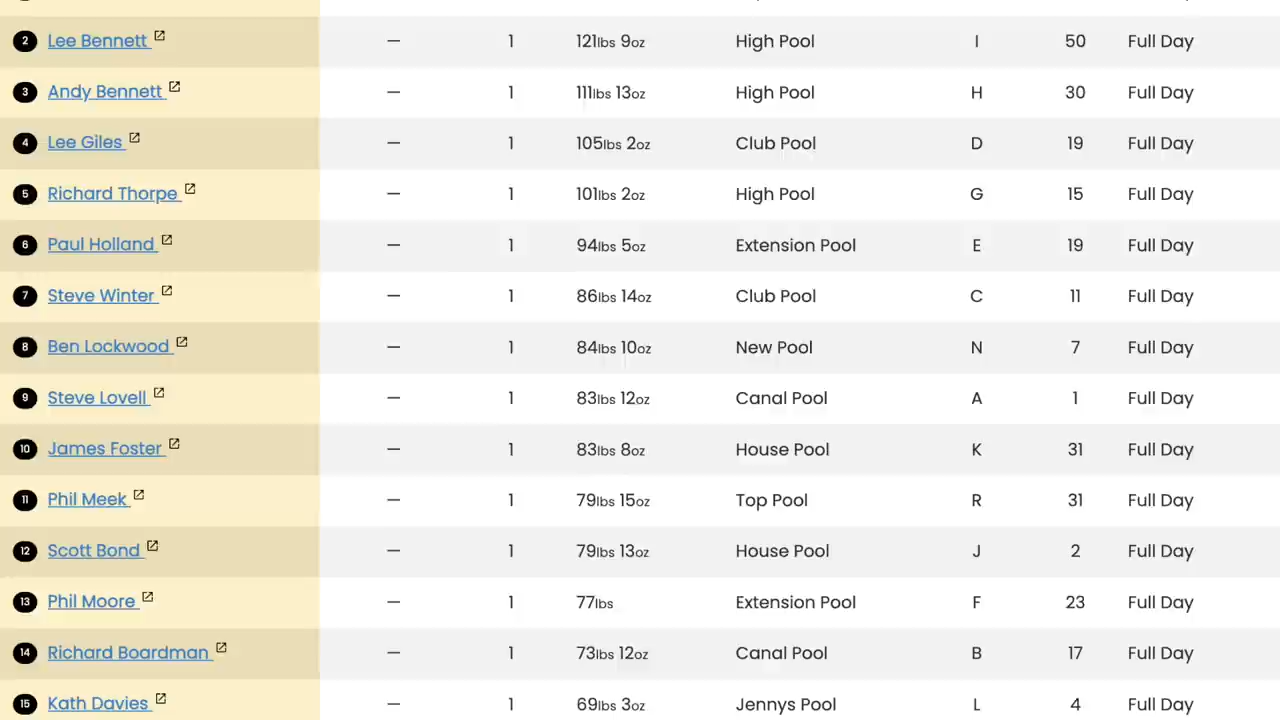 2 Lee Bennett — 1 121lbs 9oz High Pool I 50 Full Day
3 Andy Bennett — 1 111lbs 13oz High Pool H 30 Full Day
4 Lee Giles — 1 105lbs 2oz Club Pool D 19 Full Day
5 Richard Thorpe — 1 101lbs 2oz High Pool G 15 Full Day
6 Paul Holland — 1 94lbs 5oz Extension Pool E 19 Full Day
7 Steve Winter — 1 86lbs 14oz Club Pool C 11 Full Day
8 Ben Lockwood — 1 84lbs 10oz New Pool N 7 Full Day
9 Steve Lovell — 1 83lbs 12oz Canal Pool A 1 Full Day
10 James Foster — 1 83lbs 8oz House Pool K 31 Full Day
11 Phil Meek — 1 79lbs 15oz Top Pool R 31 Full Day
12 Scott Bond — 1 79lbs 13oz House Pool J 2 Full Day
13 Phil Moore — 1 77lbs Extension Pool F 23 Full Day
14 Richard Boardman — 1 73lbs 12oz Canal Pool B 17 Full Day
15 Kath Davies — 1 69lbs 3oz Jennys Pool L 4 Full Day